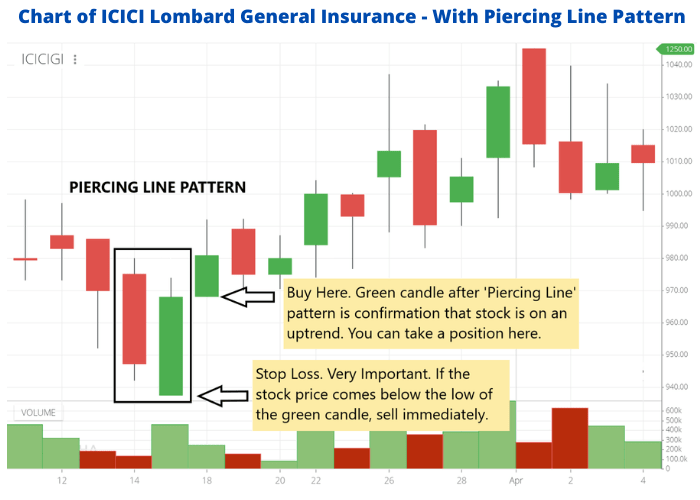 Chart of ICICI Lombard General Insurance - With Piercing Line Pattern
ICICIGI
1250.00
1040.00
1030.00
1020.00
1010.00
1000.00
990.00
980.00
970.00
960.00
950.00
940.00
PIERCING LINE PATTERN
Buy Here. Green candle after 'Piercing Line'
pattern is confirmation that stock is on an
uptrend. You can take a position here.
Stop Loss. Very Important. If the
stock price comes below the low of
the green candle, sell immediately.
VOLUME
600k
500k
400k
300k
200k
100k
0
12 14 16 18 20 22 24 26 28 Apr 2 4